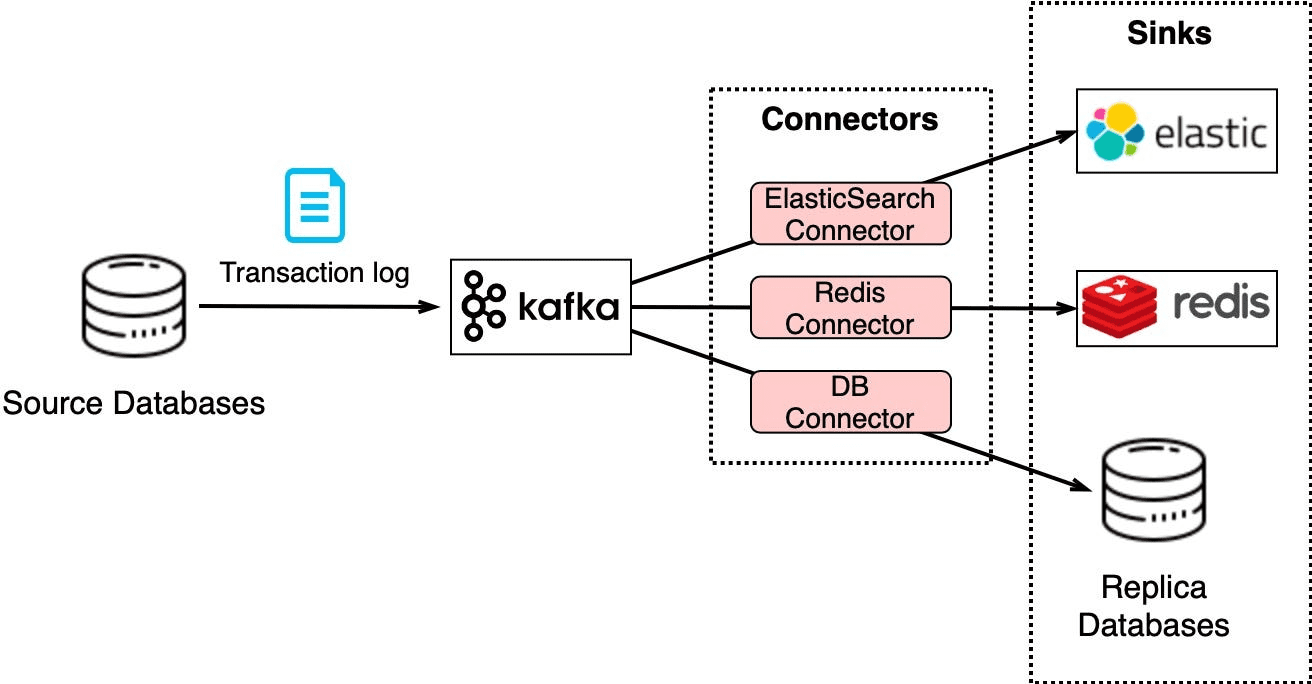 Sinks
Connectors
elastic
ElasticSearch
Connector
Transaction log
kafka
Redis
Connector
redis
Source Databases
DB
Connector
Replica
Databases